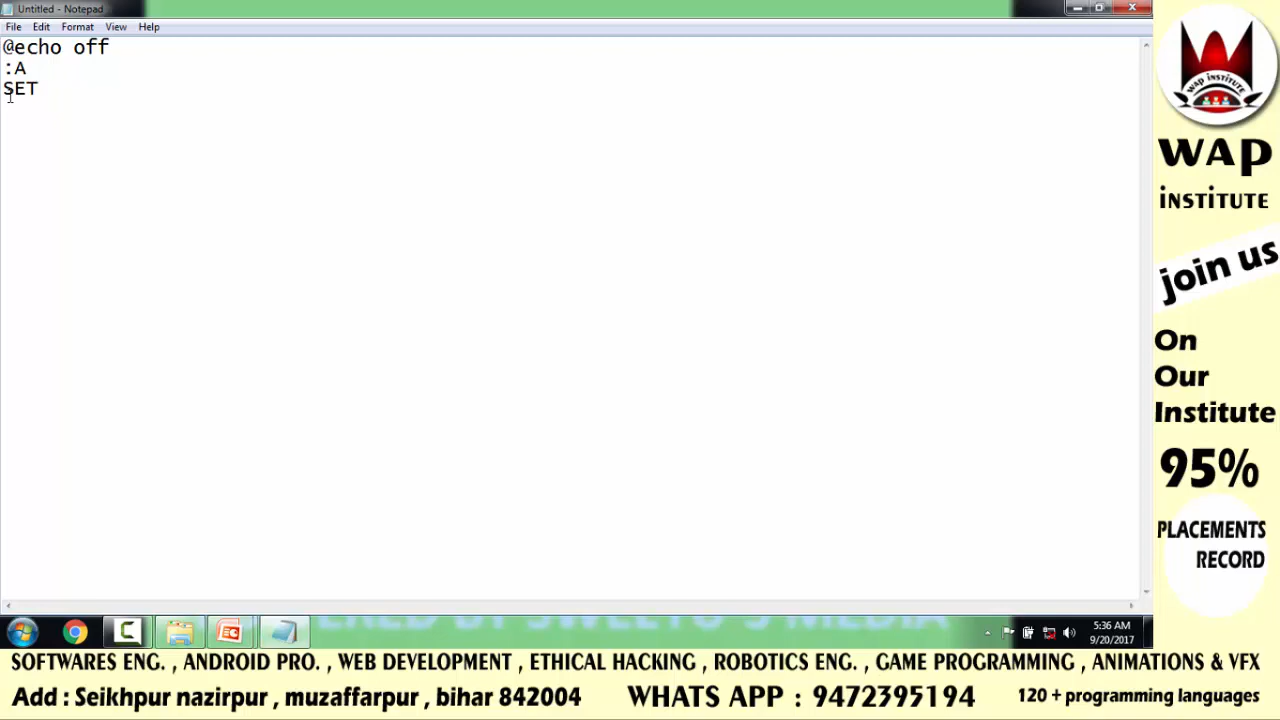 Untitled - Notepad
File Edit Format View Help
@echo off
:A
SET
5:36 AM
9/20/2017
WAP INSTITUTE
WAP
iNSTiTUTE
join us
On
Our
Institute
95%
PLACEMENTS
RECORD
SOFTWARES ENG. , ANDROID PRO. , WEB DEVELOPMENT , ETHICAL HACKING , ROBOTICS ENG. , GAME PROGRAMMING , ANIMATIONS & VFX
Add : Seikhpur nazirpur , muzaffarpur , bihar 842004 WHATS APP : 9472395194 120 + programming languages